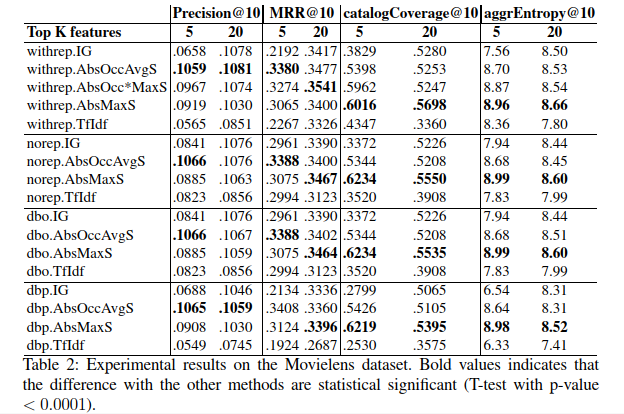 Precision@10 MRR@10 catalogCoverage@10 aggrEntropy@10
Top K features 5 20 5 20 5 20 5 20
withrep.IG .0658 .1078 .2192 .3417 .3829 .5280 7.56 8.50
withrep.AbsOccAvgS .1059 .1081 .3380 .3477 .5398 .5253 8.70 8.53
withrep.AbsOcc*MaxS .0967 .1074 .3274 .3541 .5962 .5247 8.87 8.54
withrep.AbsMaxS .0919 .1030 .3065 .3400 .6016 .5698 8.96 8.66
withrep.TfIdf .0565 .0851 .2267 .3326 .4347 .3360 8.36 7.80
norep.IG .0841 .1076 .2961 .3390 .3372 .5226 7.94 8.44
norep.AbsOccAvgS .1066 .1076 .3388 .3400 .5344 .5208 8.68 8.45
norep.AbsMaxS .0885 .1063 .3075 .3467 .6234 .5550 8.99 8.60
norep.TfIdf .0823 .0856 .2994 .3123 .3520 .3908 7.83 7.99
dbo.IG .0841 .1076 .2961 .3390 .3372 .5226 7.94 8.44
dbo.AbsOccAvgS .1066 .1067 .3388 .3402 .5344 .5208 8.68 8.51
dbo.AbsMaxS .0885 .1059 .3075 .3464 .6234 .5535 8.99 8.60
dbo.TfIdf .0823 .0856 .2994 .3123 .3520 .3908 7.83 7.99
dbp.IG .0688 .1046 .2134 .3336 .2799 .5065 6.54 8.31
dbp.AbsOccAvgS .1065 .1059 .3408 .3360 .5426 .5105 8.64 8.31
dbp.AbsMaxS .0908 .1030 .3124 .3396 .6219 .5395 8.98 8.52
dbp.TfIdf .0549 .0745 .1924 .2687 .2530 .3575 6.33 7.41
Table 2: Experimental results on the Movielens dataset. Bold values indicates that
the difference with the other methods are statistical significant (T-test with p-value
< 0.0001).